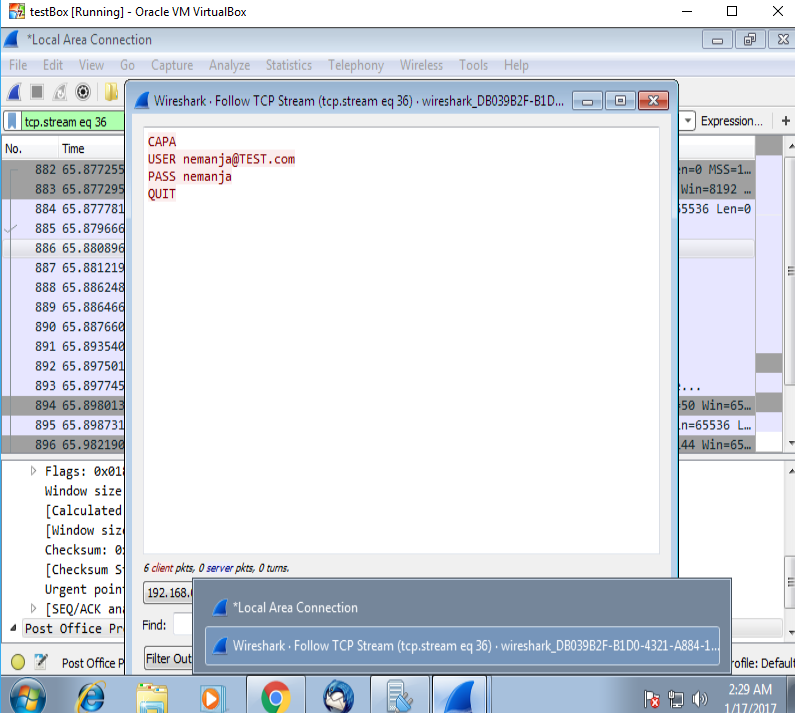 testBox [Running] - Oracle VM VirtualBox
*Local Area Connection
File Edit View Go Capture Analyze Statistics Telephony Wireless Tools Help
Wireshark · Follow TCP Stream (tcp.stream eq 36) · wireshark_DB039B2F-B1D...
tcp.stream eq 36
Expression...
+
No. Time
CAPA
USER nemanja@TEST.com
PASS nemanja
QUIT
882 65.877255
en=0 MSS=1...
883 65.877295
Win=8192 ...
884 65.877781
65536 Len=0
885 65.879666
886 65.880896
887 65.881219
888 65.886248
889 65.886466
890 65.887660
891 65.893540
892 65.897501
893 65.897745
e...
894 65.898013
=50 Win=65...
895 65.898731
n=65536 L...
896 65.982190
44 Win=65...
Flags: 0x018
Window size
[Calculated
[Window size
Checksum: 0x
[Checksum St
Urgent point
[SEQ/ACK ana
Post Office Pr
6 client pkts, 0 server pkts, 0 turns.
192.168.
Find:
Filter Out
*Local Area Connection
Wireshark · Follow TCP Stream (tcp.stream eq 36) · wireshark_DB039B2F-B1D0-4321-A884-1...
Post Office P
rofile: Defaul
2:29 AM
1/17/2017